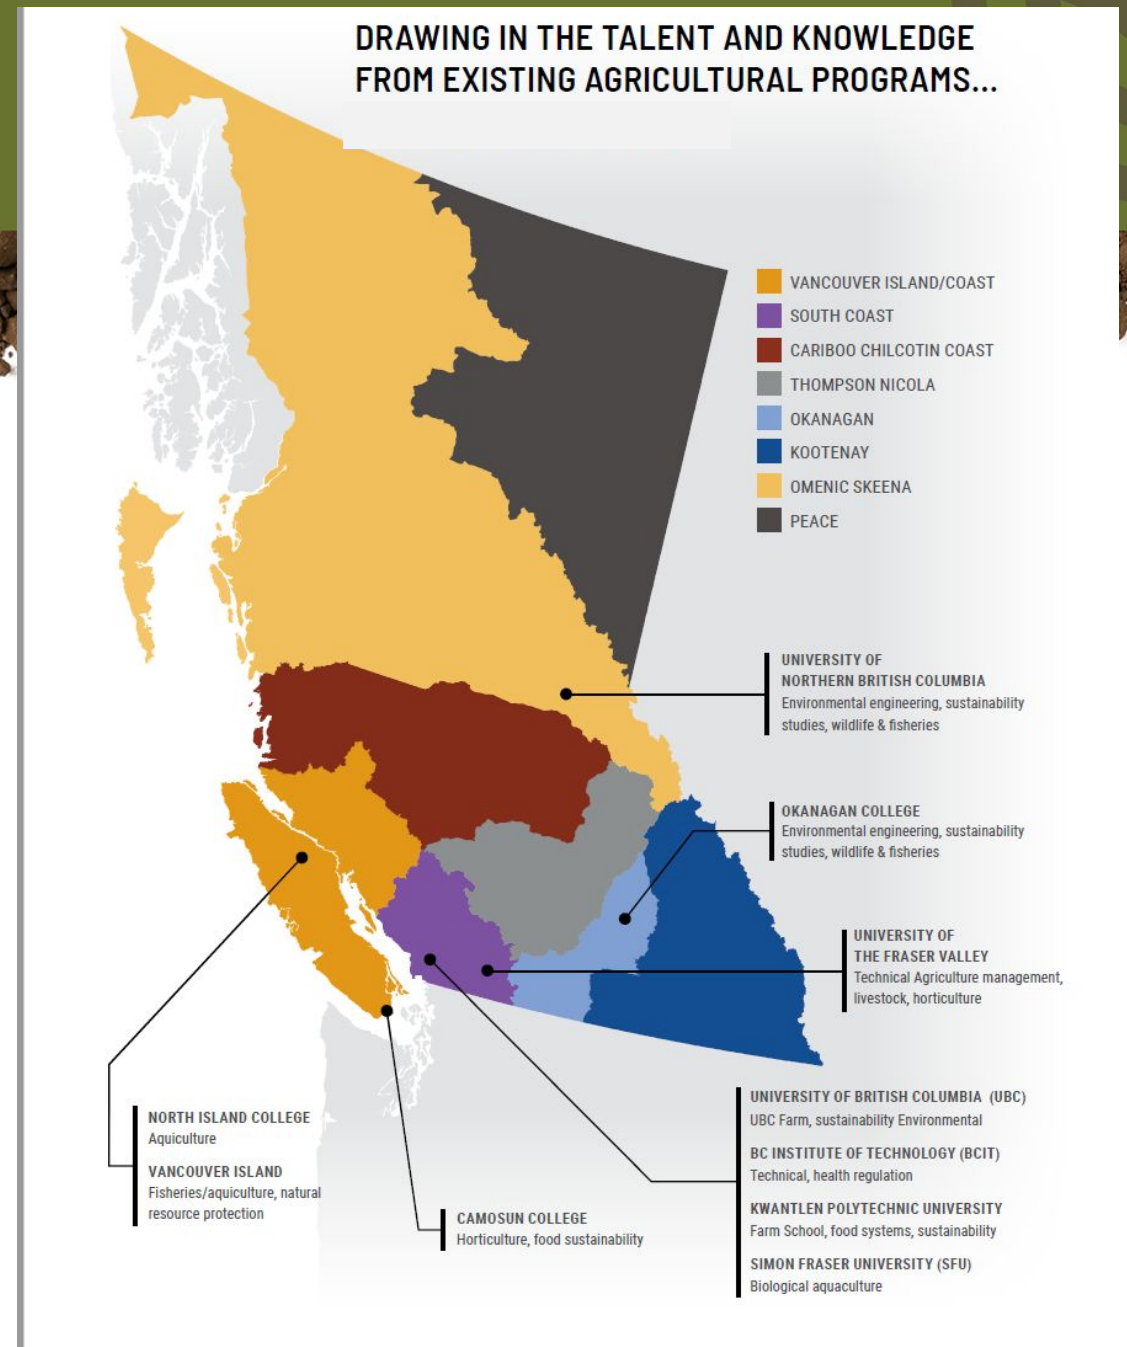 DRAWING IN THE TALENT AND KNOWLEDGE
FROM EXISTING AGRICULTURAL PROGRAMS...
VANCOUVER ISLAND/COAST
SOUTH COAST
CARIBOO CHILCOTIN COAST
THOMPSON NICOLA
OKANAGAN
KOOTENAY
OMENIC SKEENA
PEACE
UNIVERSITY OF
NORTHERN BRITISH COLUMBIA
Environmental engineering, sustainability
studies, wildlife & fisheries
OKANAGAN COLLEGE
Environmental engineering, sustainability
studies, wildlife & fisheries
UNIVERSITY OF
THE FRASER VALLEY
Technical Agriculture management,
livestock, horticulture
UNIVERSITY OF BRITISH COLUMBIA (UBC)
UBC Farm, sustainability Environmental
BC INSTITUTE OF TECHNOLOGY (BCIT)
Technical, health regulation
KWANTLEN POLYTECHNIC UNIVERSITY
Farm School, food systems, sustainability
SIMON FRASER UNIVERSITY (SFU)
Biological aquaculture
NORTH ISLAND COLLEGE
Aquiculture
VANCOUVER ISLAND
Fisheries/aquiculture, natural
resource protection
CAMOSUN COLLEGE
Horticulture, food sustainability